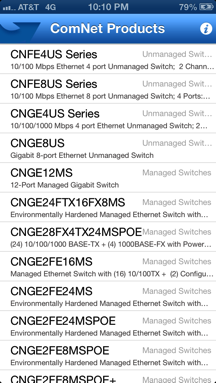 AT&T 4G 10:10 PM 79%
ComNet Products
CNFE4US Series Unmanaged Swit...
10/100 Mbps Ethernet 4 port Unmanaged Switch; 2 Chann...
CNFE8US Series Unmanaged Swit...
10/100 Mbps Ethernet 8 port Unmanaged Switch; 4 Ports:...
CNGE4US Series Unmanaged Swit...
10/100/1000 Mbps 4 port Ethernet Unmanaged Switch; 2...
CNGE8US Unmanaged Swit...
Gigabit 8-port Ethernet Unmanaged Switch
CNGE12MS Managed Switches
12-Port Managed Gigabit Switch
CNGE24FTX16FX8MS Managed Switches
Environmentally Hardened Managed Ethernet Switch with...
CNGE28FX4TX24MSPOE Managed Switches
(24) 10/100/1000 BASE-TX + (4) 1000BASE-FX with Power...
CNGE2FE16MS Managed Switches
Managed Ethernet Switch with (16) 10/100TX + (2) Configu...
CNGE2FE24MS Managed Switches
Environmentally Hardened Managed Ethernet Switch with...
CNGE2FE24MSPOE Managed Switches
Environmentally Hardened Managed Ethernet Switch with...
CNGE2FE8MSPOE Managed Switches
Environmentally Hardened Managed Ethernet Switch with...
CNGE2FE8MSPOE+ Managed Switches